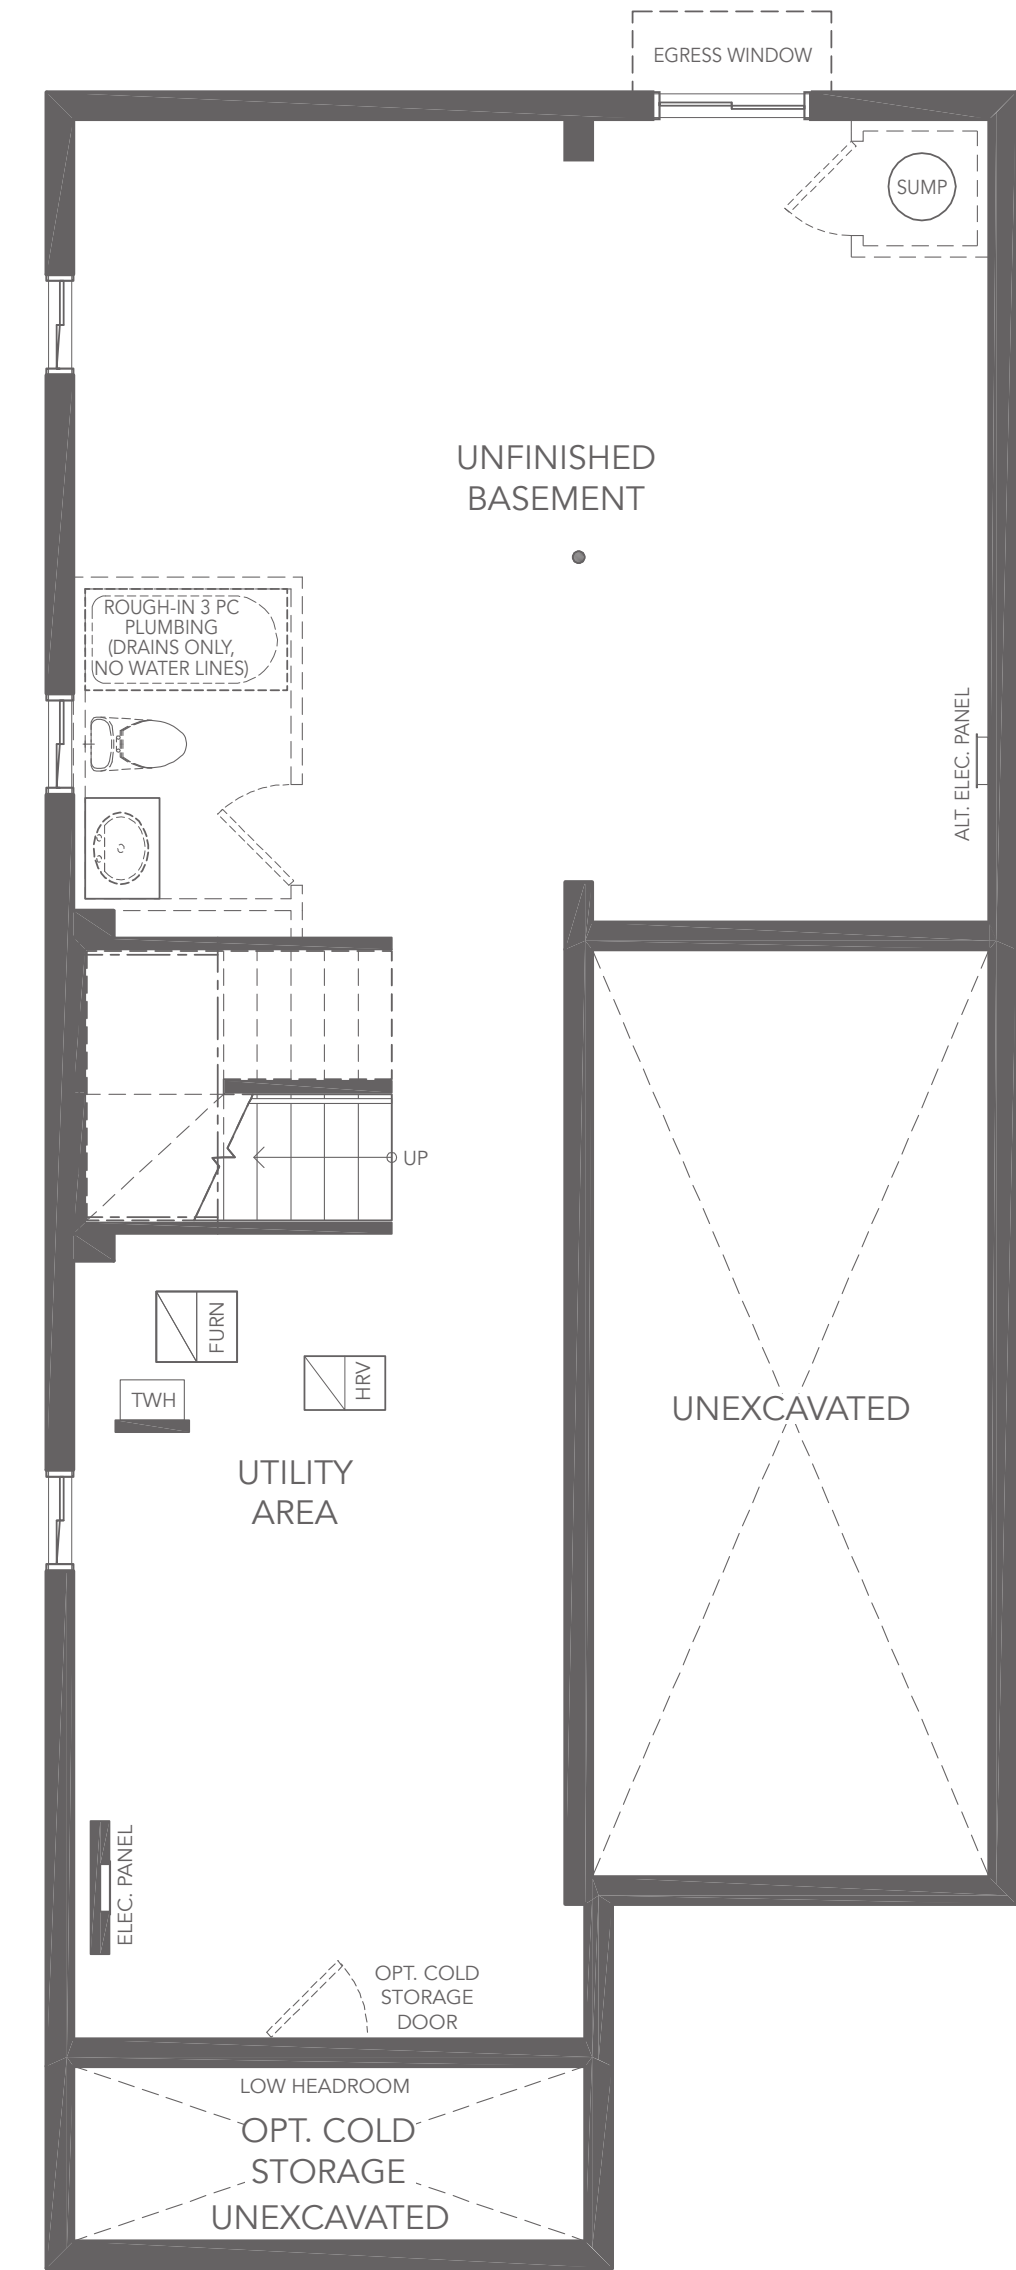 EGRESS WINDOW
SUMP
UNFINISHED
BASEMENT
ROUGH-IN 3 PC
PLUMBING
(DRAINS ONLY,
NO WATER LINES)
ALT. ELEC. PANEL
UP
FURN
HRV
TWH
UNEXCAVATED
UTILITY
AREA
ELEC. PANEL
OPT. COLD
STORAGE
DOOR
LOW HEADROOM
OPT. COLD
STORAGE
UNEXCAVATED